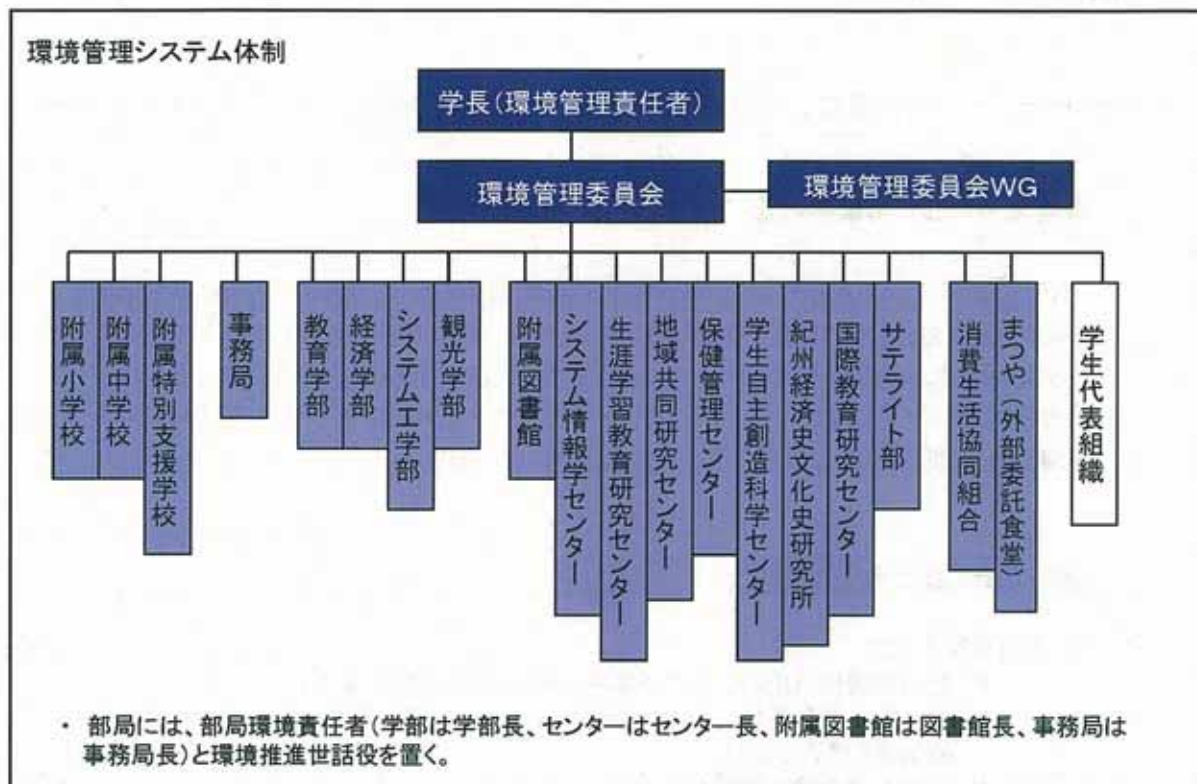 環境管理システム体制
学長（環境管理責任者）
環境管理委員会
環境管理委員会WG
附属小学校
附属中学校
附属特別支援学校
事務局
教育学部
経済学部
システム工学部
観光学部
附属図書館
システム情報学センター
生涯学習教育研究センター
地域共同研究センター
保健管理センター
学生自主創造科学センター
紀州経済史文化史研究所
国際教育研究センター
サテライト部
消費生活協同組合
まつや（外部委託食堂）
学生代表組織
・ 部局には、部局環境責任者（学部は学部長、センターはセンター長、附属図書館は図書館長、事務局は
事務局長）と環境推進世話役を置く。